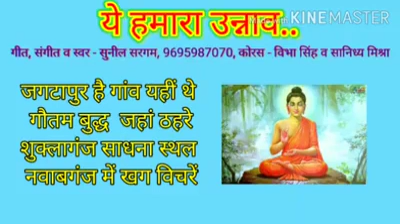 Made with KINEMASTER
ये हमारा उन्नाव..
गीत, संगीत व स्वर - सुनील सरगम, 9695987070, कोरस - विभा सिंह व सानिध्य मिश्रा
जगटापुर है गांव यहीं थे
गौतम बुद्ध जहां ठहरे
शुक्लागंज साधना स्थल
नवाबगंज में खग विचरें